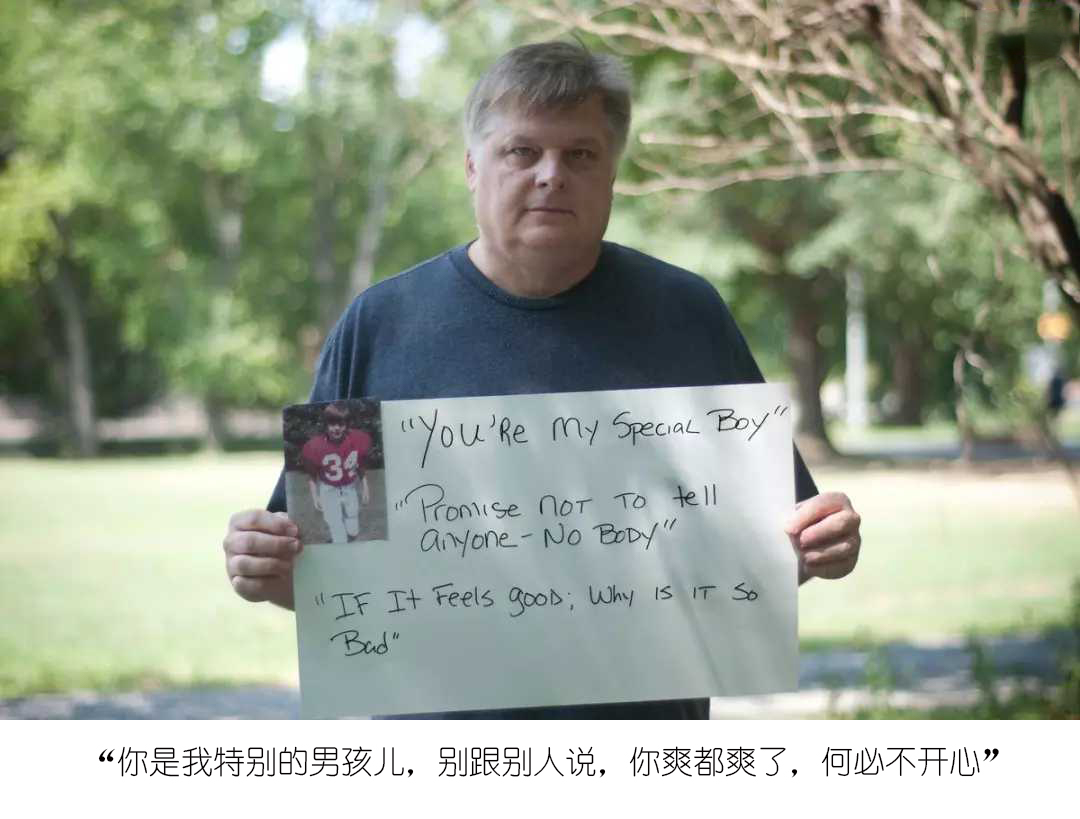 34
"You're my Special Boy"
"Promise not to tell
anyone - No Body"
"If It Feels good; Why is it so
Bad"
“你是我特别的男孩儿，别跟别人说，你爽都爽了，何必不开心”